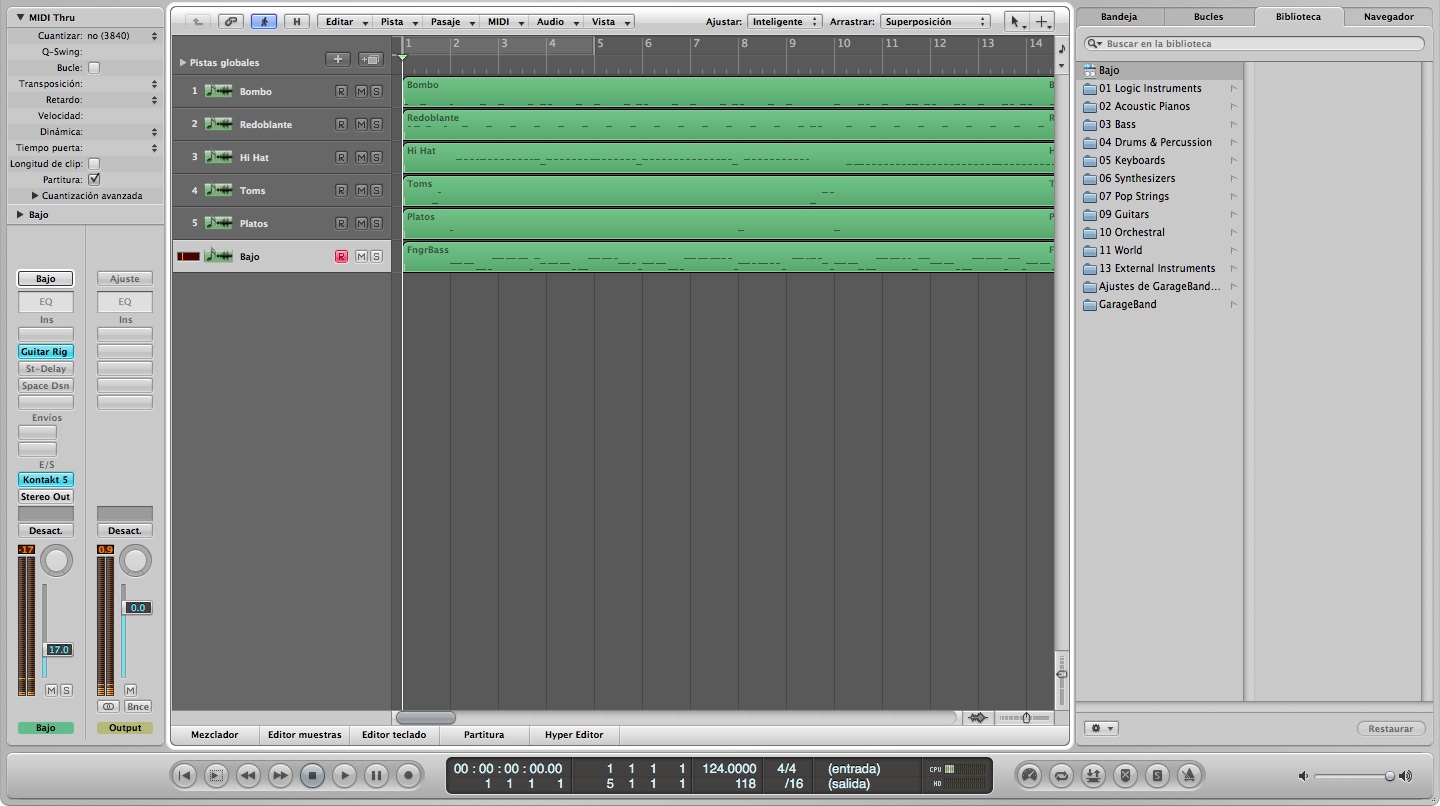 MIDI Thru
Cuantizar: no (3840)
Q-Swing:
Bucle:
Transposición:
Retardo:
Velocidad:
Dinámica:
Tiempo puerta:
Longitud de clip:
Partitura:
Cuantización avanzada
Bajo
Bajo Ajuste
EQ EQ
Ins Ins
Guitar Rig
St-Delay
Space Dsn
Envíos
E/S
Kontakt 5
Stereo Out
Desact. Desact.
-17 0.9
0.0
17.0
M S M
Bnce
Bajo Output
H Editar Pista Pasaje MIDI Audio Vista Ajustar: Inteligente Arrastrar: Superposición
1 2 3 4 5 6 7 8 9 10 11 12 13 14
Pistas globales
1 Bombo R M S Bombo B
2 Redoblante R M S Redoblante R
3 Hi Hat R M S Hi Hat H
4 Toms R M S Toms T
5 Platos R M S Platos P
Bajo R M S FngrBass F
Mezclador Editor muestras Editor teclado Partitura Hyper Editor
Bandeja Bucles Biblioteca Navegador
Buscar en la biblioteca
Bajo
01 Logic Instruments
02 Acoustic Pianos
03 Bass
04 Drums & Percussion
05 Keyboards
06 Synthesizers
07 Pop Strings
09 Guitars
10 Orchestral
11 World
13 External Instruments
Ajustes de GarageBand...
GarageBand
Restaurar
00 : 00 : 00 : 00.00 1 1 1 1 124.0000 4/4 (entrada) CPU
1 1 1 1 5 1 1 1 118 /16 (salida) HD
S